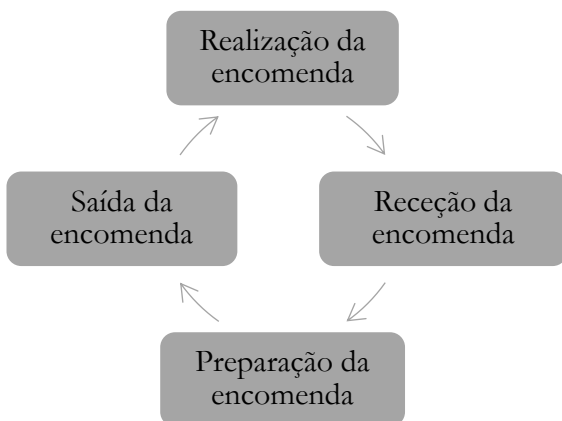 Realização da
encomenda
Saída da
encomenda
Receção da
encomenda
Preparação da
encomenda